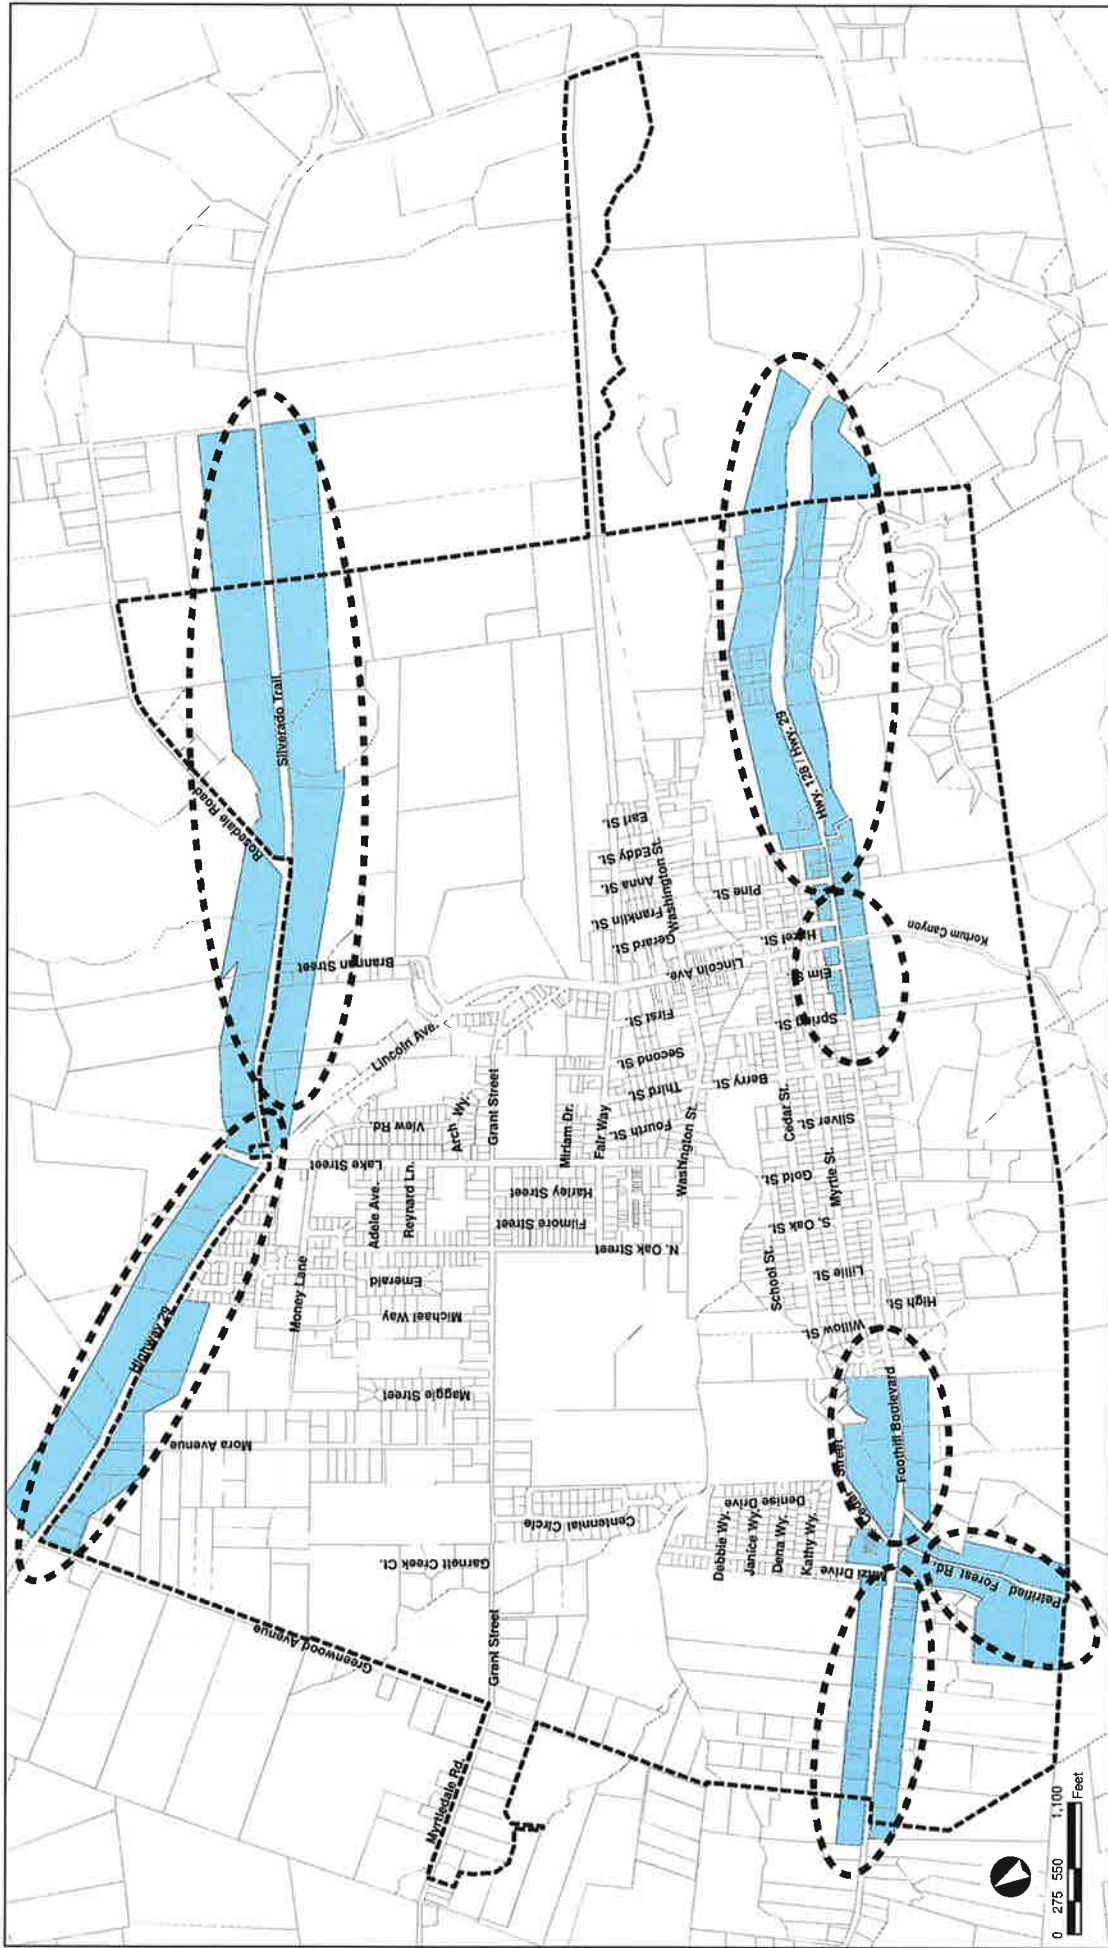 Silverado Trail
Rosedale Road
Brannan Street
Lincoln Ave.
Highway 29
Lake Street
View Rd.
Arch Wy.
Grant Street
Adele Ave.
Reynard Ln.
Money Lane
Emerald
Michael Way
Maggie Street
Mora Avenue
Harley Street
Filmore Street
N. Oak Street
Miriam Dr.
Fair Way
Earl St.
Eddy St.
Anna St.
Franklin St.
Gerard St.
Washington St.
Lincoln Ave.
First St.
Second St.
Third St.
Fourth St.
Washington St.
Pine St.
Hazel St.
Elm St.
Spring St.
Berry St.
Cedar St.
Silver St.
Gold St.
Myrtle St.
S. Oak St.
School St.
Lillie St.
High St.
Willow St.
Hwy. 128 / Hwy. 29
Kortum Canyon
Foothill Boulevard
Cedar Street
Centennial Circle
Denise Drive
Debbie Wy.
Janice Wy.
Dena Wy.
Kathy Wy.
Mitzi Drive
Petrified Forest Rd.
Garnett Creek Ct.
Grant Street
Greenwood Avenue
Myrtledale Rd.
0 275 550 1,100
Feet